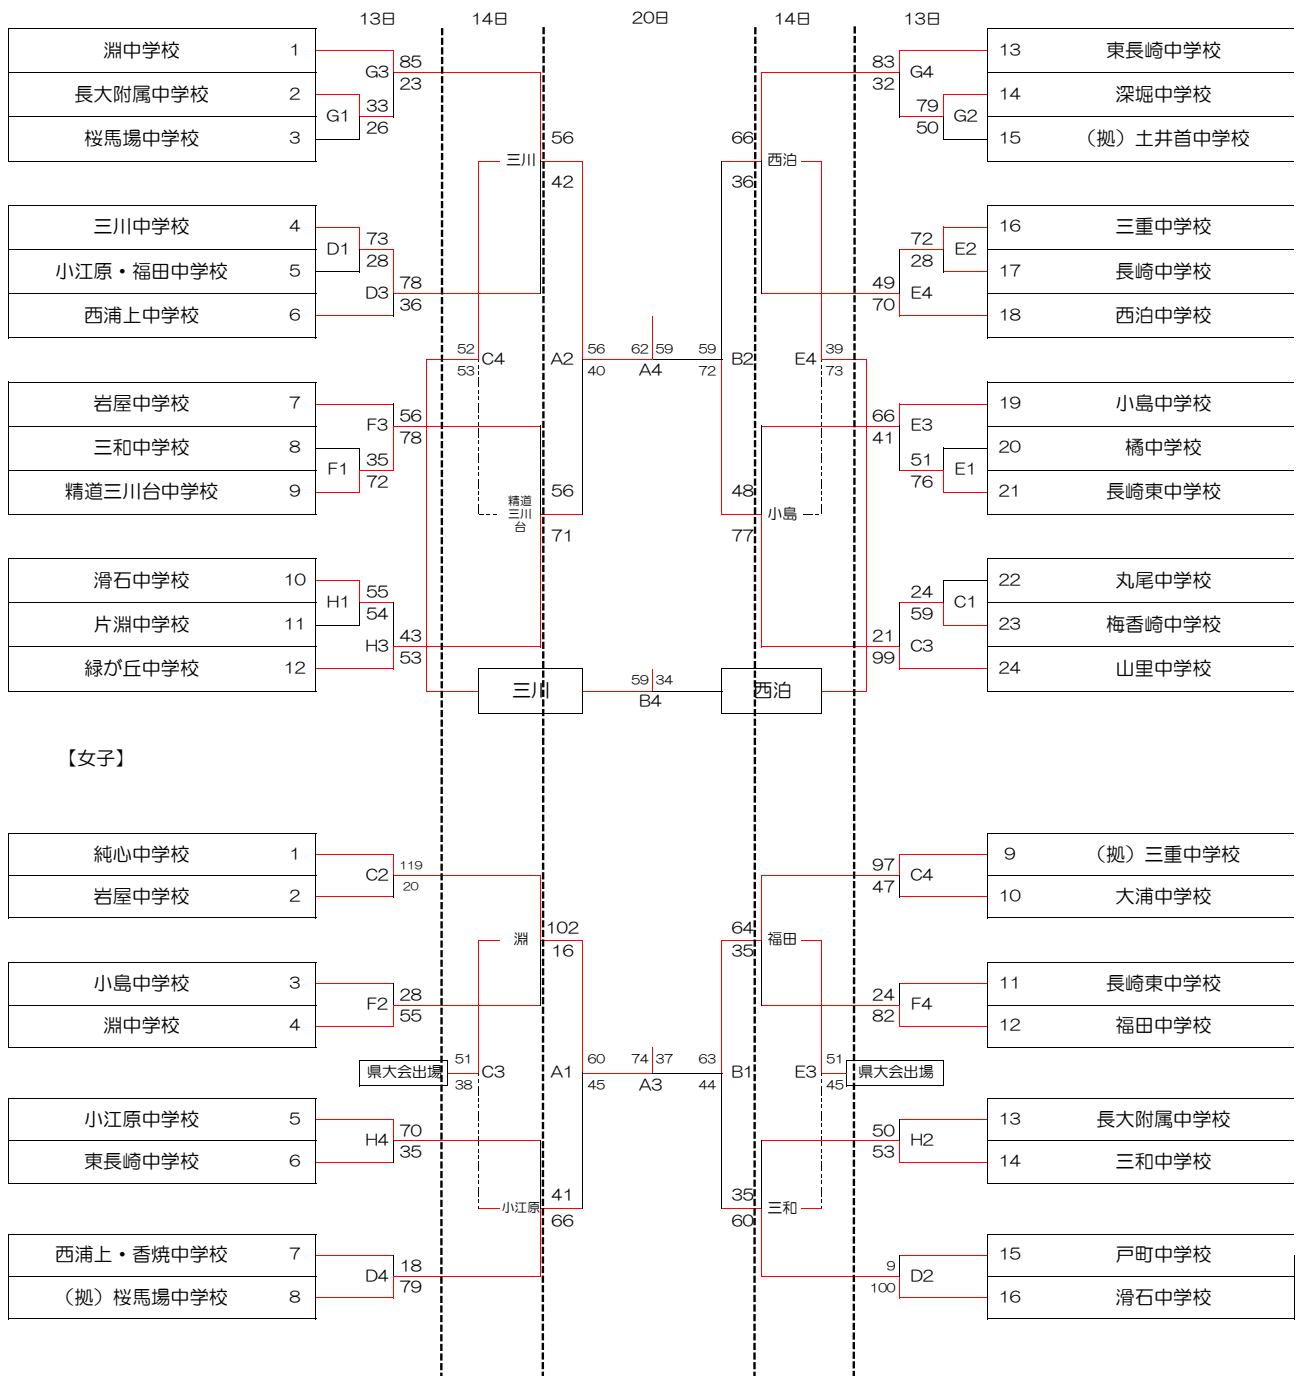 13日 14日 20日 14日 13日
淵中学校 1
長大附属中学校 2
桜馬場中学校 3
G3 85 23
G1 33 26
三川中学校 4
小江原・福田中学校 5
西浦上中学校 6
D1 73 28
D3 78 36
岩屋中学校 7
三和中学校 8
精道三川台中学校 9
F3 56 78
F1 35 72
滑石中学校 10
片淵中学校 11
緑が丘中学校 12
H1 55 54
H3 43 53
三川 56 42
52 53 C4
A2 56 40
精道
三川
台
56 71
62 59
A4
59 72 B2
66 36 西泊
E4 39 73
48 77 小島
三川
59 34
B4
西泊
13 東長崎中学校
14 深堀中学校
15 （拠）土井首中学校
83 32 G4
79 50 G2
16 三重中学校
17 長崎中学校
18 西泊中学校
72 28 E2
49 70 E4
19 小島中学校
20 橘中学校
21 長崎東中学校
66 41 E3
51 76 E1
22 丸尾中学校
23 梅香崎中学校
24 山里中学校
24 59 C1
21 99 C3
【女子】
純心中学校 1
岩屋中学校 2
C2 119 20
小島中学校 3
淵中学校 4
F2 28 55
小江原中学校 5
東長崎中学校 6
H4 70 35
西浦上・香焼中学校 7
（拠）桜馬場中学校 8
D4 18 79
淵 102 16
県大会出場 51 38 C3
A1 60 45
小江原 41 66
74 37
A3
63 44 B1
64 35 福田
E3 51 45 県大会出場
35 60 三和
9 （拠）三重中学校
10 大浦中学校
97 47 C4
11 長崎東中学校
12 福田中学校
24 82 F4
13 長大附属中学校
14 三和中学校
50 53 H2
15 戸町中学校
16 滑石中学校
9 100 D2